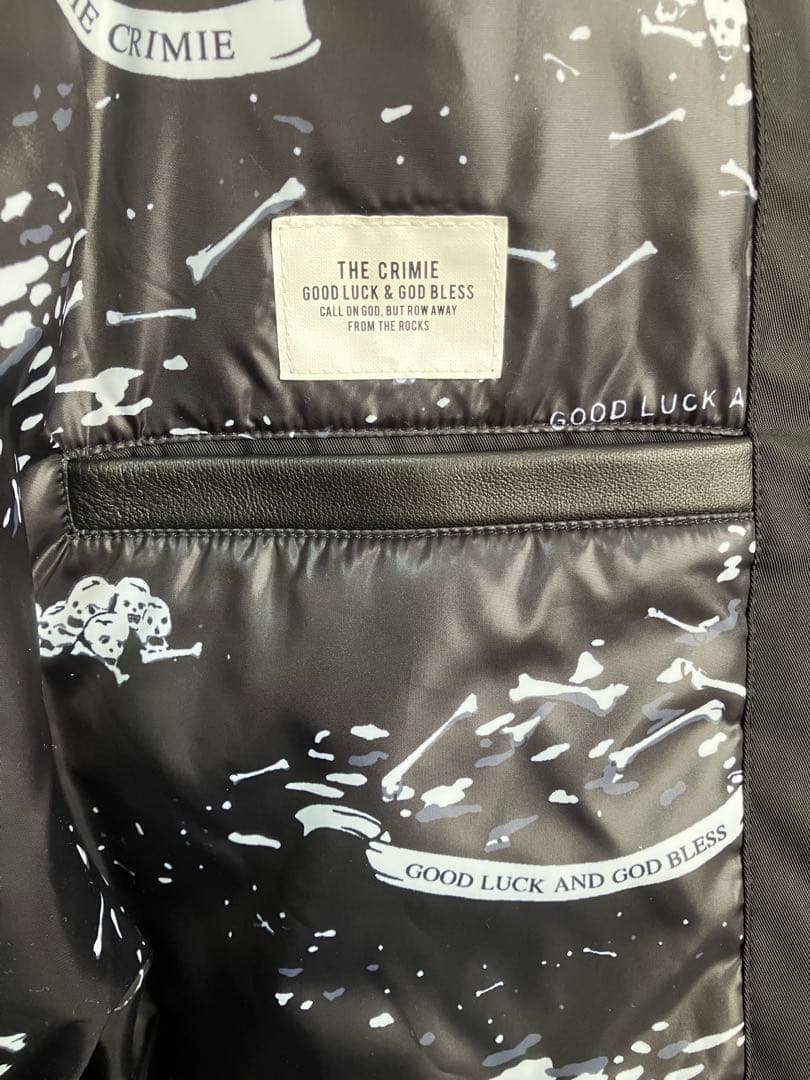 CRIMIE
THE CRIMIE
GOOD LUCK & GOD BLESS
CALL ON GOD, BUT ROW AWAY
FROM THE ROCKS
GOOD LUCK A
GOOD LUCK AND GOD BLESS